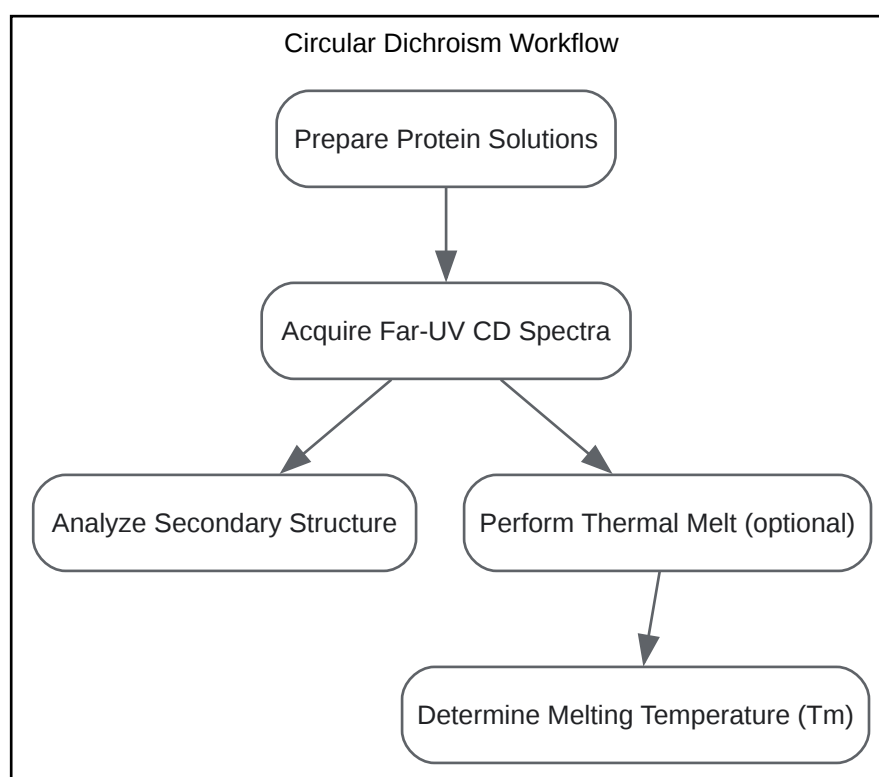 Circular Dichroism Workflow
Prepare Protein Solutions
Acquire Far-UV CD Spectra
Analyze Secondary Structure
Perform Thermal Melt (optional)
Determine Melting Temperature (Tm)